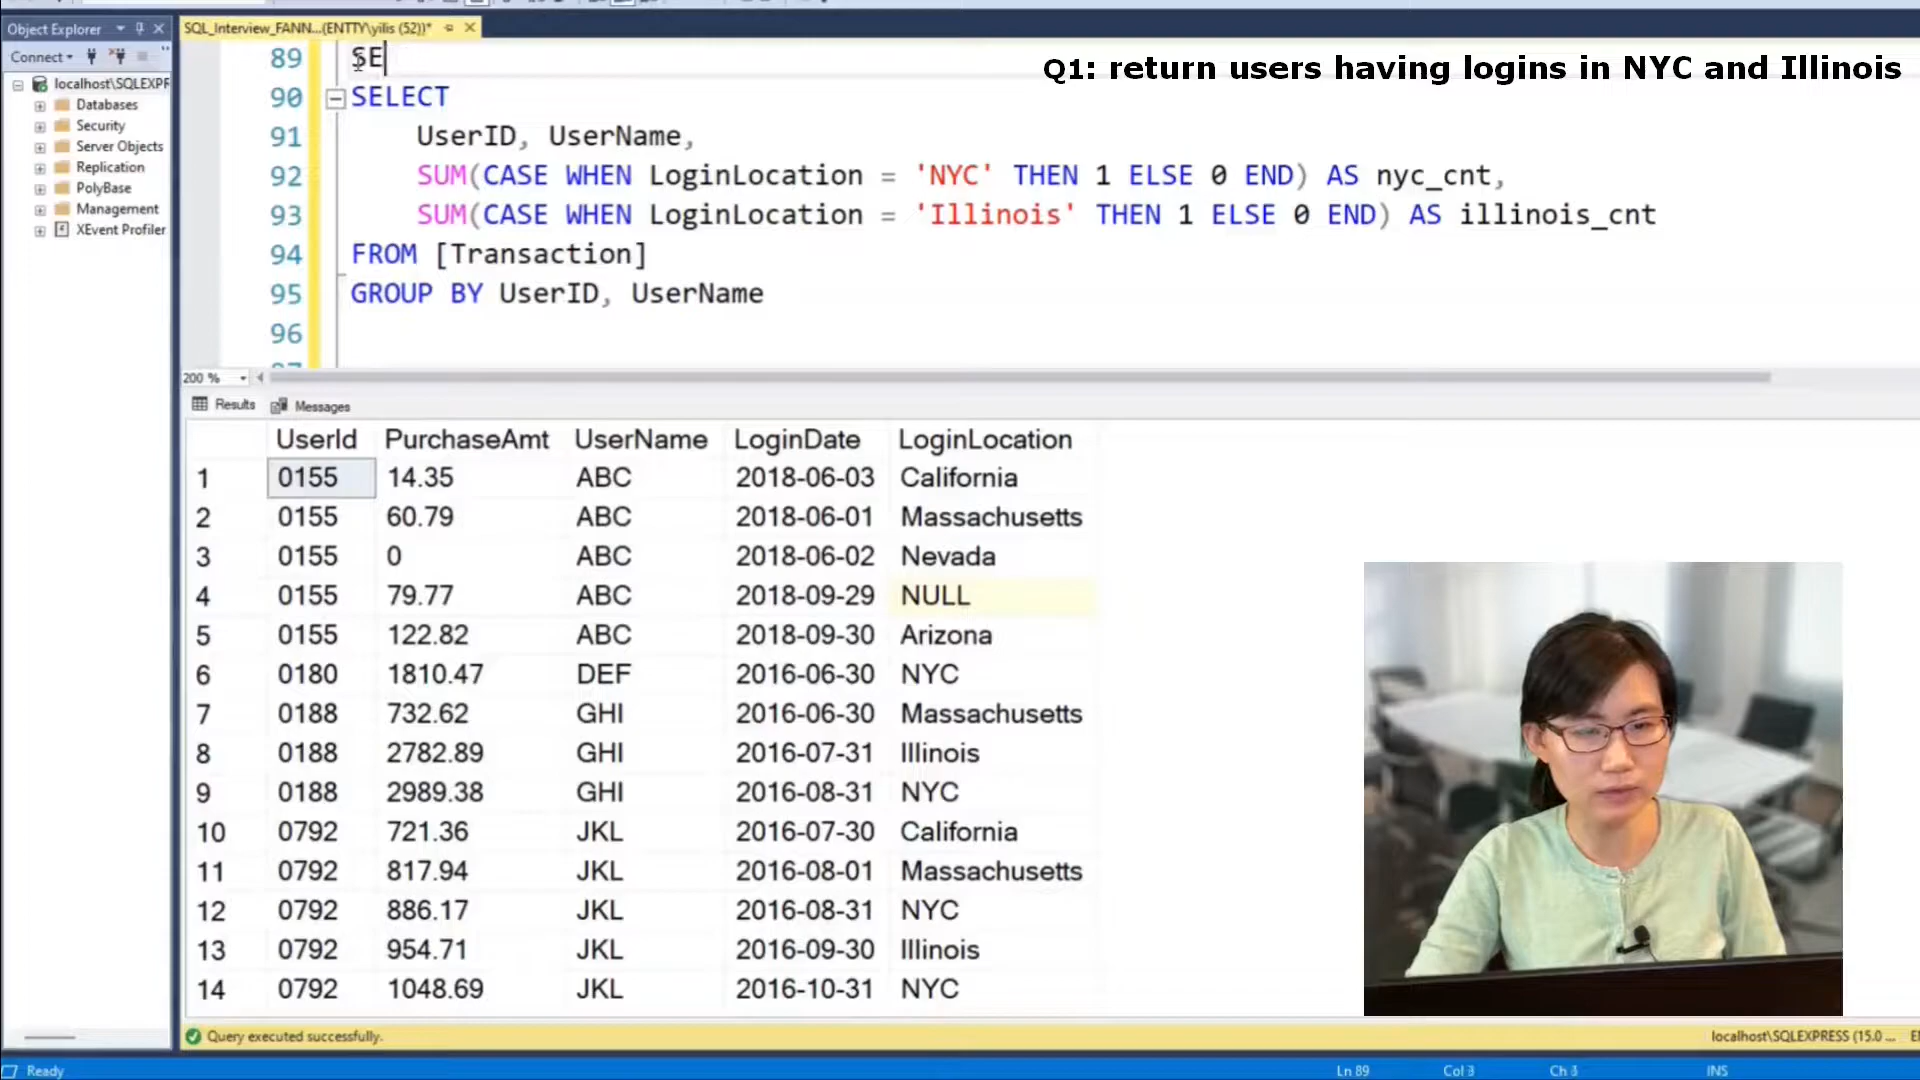 SQL_Interview_FANN...(ENTTY\yilis (52))*
Q1: return users having logins in NYC and Illinois
Object Explorer
Connect
localhost\SQLEXPR
Databases
Security
Server Objects
Replication
PolyBase
Management
XEvent Profiler
89 SE
90 SELECT
91 UserID, UserName,
92 SUM(CASE WHEN LoginLocation = 'NYC' THEN 1 ELSE 0 END) AS nyc_cnt,
93 SUM(CASE WHEN LoginLocation = 'Illinois' THEN 1 ELSE 0 END) AS illinois_cnt
94 FROM [Transaction]
95 GROUP BY UserID, UserName
96
200 %
Results Messages
UserId PurchaseAmt UserName LoginDate LoginLocation
1 0155 14.35 ABC 2018-06-03 California
2 0155 60.79 ABC 2018-06-01 Massachusetts
3 0155 0 ABC 2018-06-02 Nevada
4 0155 79.77 ABC 2018-09-29 NULL
5 0155 122.82 ABC 2018-09-30 Arizona
6 0180 1810.47 DEF 2016-06-30 NYC
7 0188 732.62 GHI 2016-06-30 Massachusetts
8 0188 2782.89 GHI 2016-07-31 Illinois
9 0188 2989.38 GHI 2016-08-31 NYC
10 0792 721.36 JKL 2016-07-30 California
11 0792 817.94 JKL 2016-08-01 Massachusetts
12 0792 886.17 JKL 2016-08-31 NYC
13 0792 954.71 JKL 2016-09-30 Illinois
14 0792 1048.69 JKL 2016-10-31 NYC
Query executed successfully.
localhost\SQLEXPRESS (15.0 ...
Ready
Ln 89 Col 3 Ch 3 INS